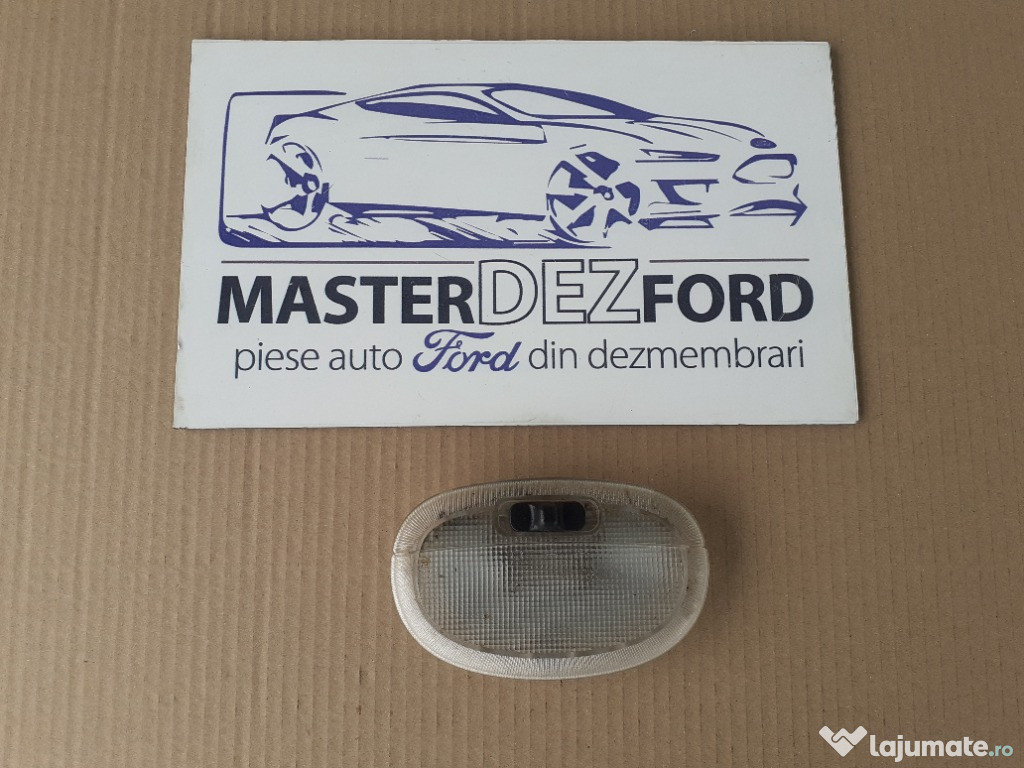 MASTERDEZFORD
piese auto Ford din dezmembrari
lajumate.ro